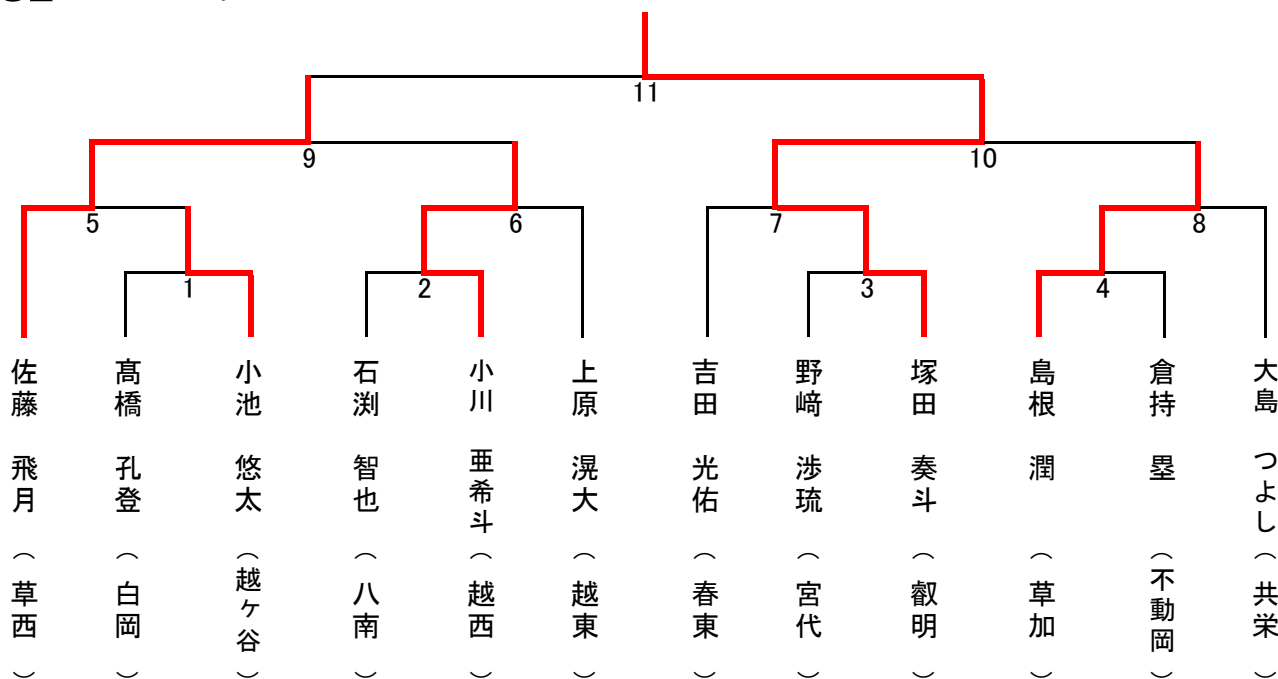 11
9
10
5
6
7
8
1
2
3
4
佐藤 飛月（草西）
髙橋 孔登（白岡）
小池 悠太（越ヶ谷）
石渕 智也（八南）
小川 亜希斗（越西）
上原 滉大（越東）
吉田 光佑（春東）
野﨑 渉琉（宮代）
塚田 奏斗（叡明）
島根 潤（草加）
倉持 塁（不動岡）
大島 つよし（共栄）